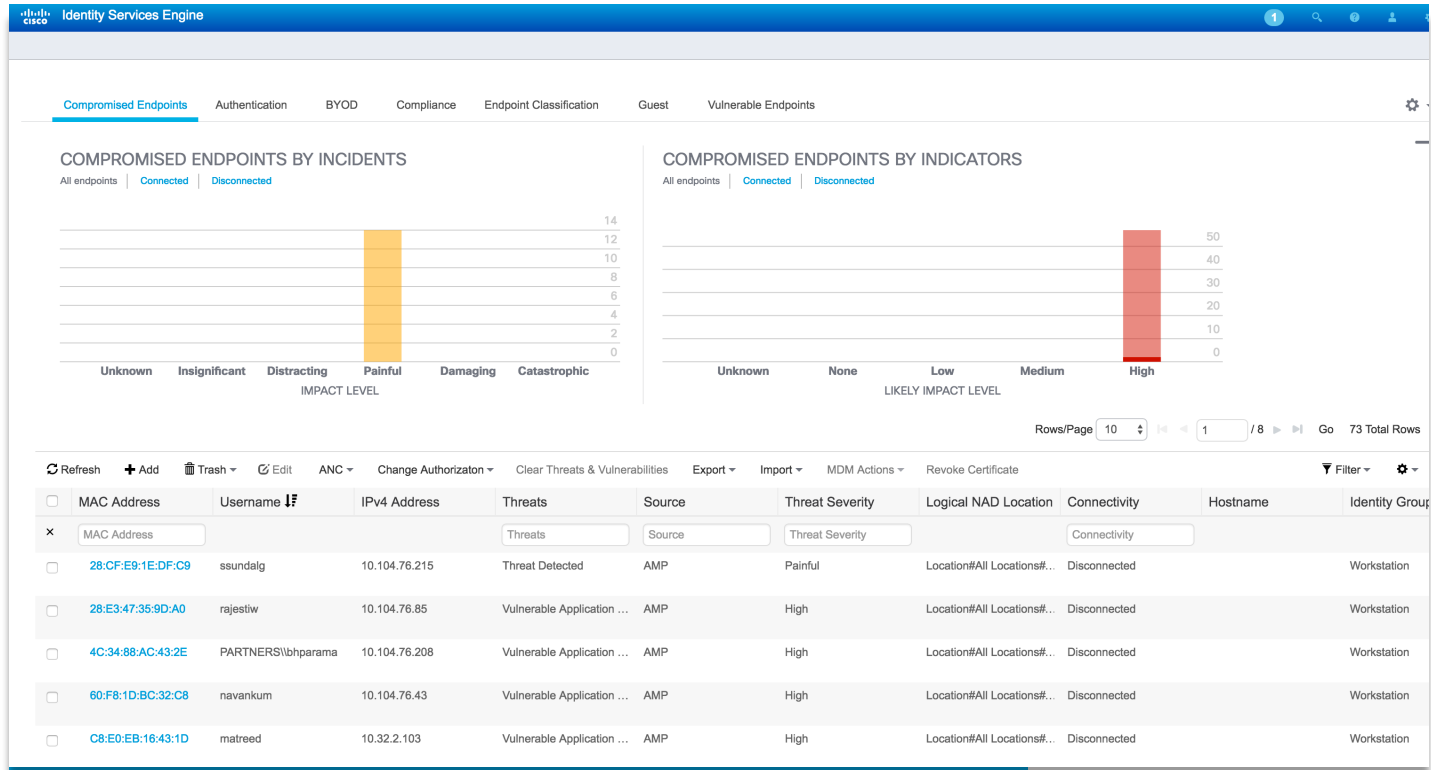 cisco Identity Services Engine 1
Compromised Endpoints Authentication BYOD Compliance Endpoint Classification Guest Vulnerable Endpoints
COMPROMISED ENDPOINTS BY INCIDENTS
All endpoints Connected Disconnected
14
12
10
8
6
4
2
0
Unknown Insignificant Distracting Painful Damaging Catastrophic
IMPACT LEVEL
COMPROMISED ENDPOINTS BY INDICATORS
All endpoints Connected Disconnected
50
40
30
20
10
0
Unknown None Low Medium High
LIKELY IMPACT LEVEL
Rows/Page 10 1 / 8 Go 73 Total Rows
Refresh Add Trash Edit ANC Change Authorizaton Clear Threats & Vulnerabilities Export Import MDM Actions Revoke Certificate Filter
MAC Address Username IPv4 Address Threats Source Threat Severity Logical NAD Location Connectivity Hostname Identity Group
× MAC Address Threats Source Threat Severity Connectivity
28:CF:E9:1E:DF:C9 ssundalg 10.104.76.215 Threat Detected AMP Painful Location#All Locations#... Disconnected Workstation
28:E3:47:35:9D:A0 rajestiw 10.104.76.85 Vulnerable Application ... AMP High Location#All Locations#... Disconnected Workstation
4C:34:88:AC:43:2E PARTNERS\\bhparama 10.104.76.208 Vulnerable Application ... AMP High Location#All Locations#... Disconnected Workstation
60:F8:1D:BC:32:C8 navankum 10.104.76.43 Vulnerable Application ... AMP High Location#All Locations#... Disconnected Workstation
C8:E0:EB:16:43:1D matreed 10.32.2.103 Vulnerable Application ... AMP High Location#All Locations#... Disconnected Workstation